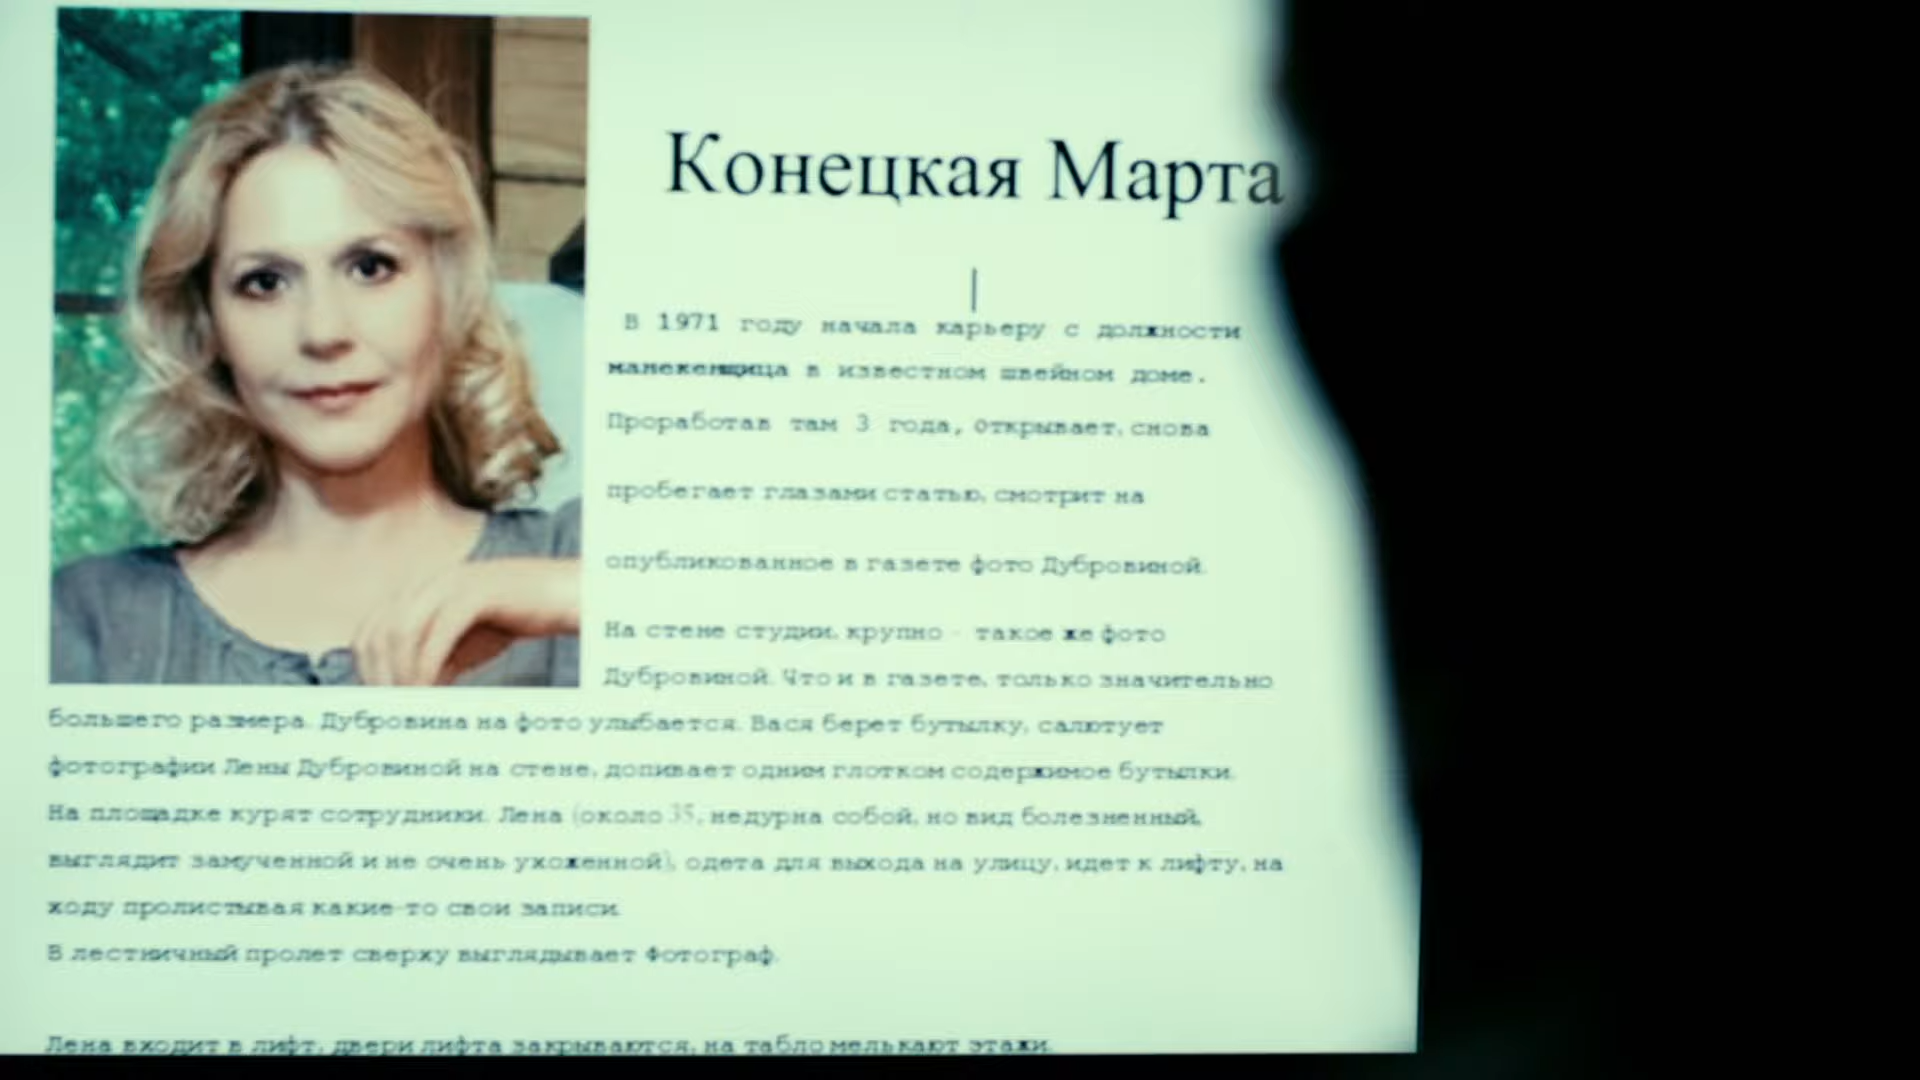 Конецкая Марта
В 1971 году начала карьеру с должности
манекенщица в известном швейном доме.
Проработав там 3 года, открывает, снова
пробегает глазами статью, смотрит на
опубликованное в газете фото Дубровиной.
На стене студии, крупно - такое же фото
Дубровиной. Что и в газете, только значительно
большего размера. Дубровина на фото улыбается. Вася берет бутылку, салютует
фотографии Лены Дубровиной на стене, допивает одним глотком содержимое бутылки.
На площадке курят сотрудники. Лена (около 35, недурна собой, но вид болезненный,
выглядит замученной и не очень ухоженной), одета для выхода на улицу, идет к лифту, на
ходу пролистывая какие-то свои записи.
В лестничный пролет сверху выглядывает Фотограф.
Лена входит в лифт, двери лифта закрываются, на табло мелькают этажи.